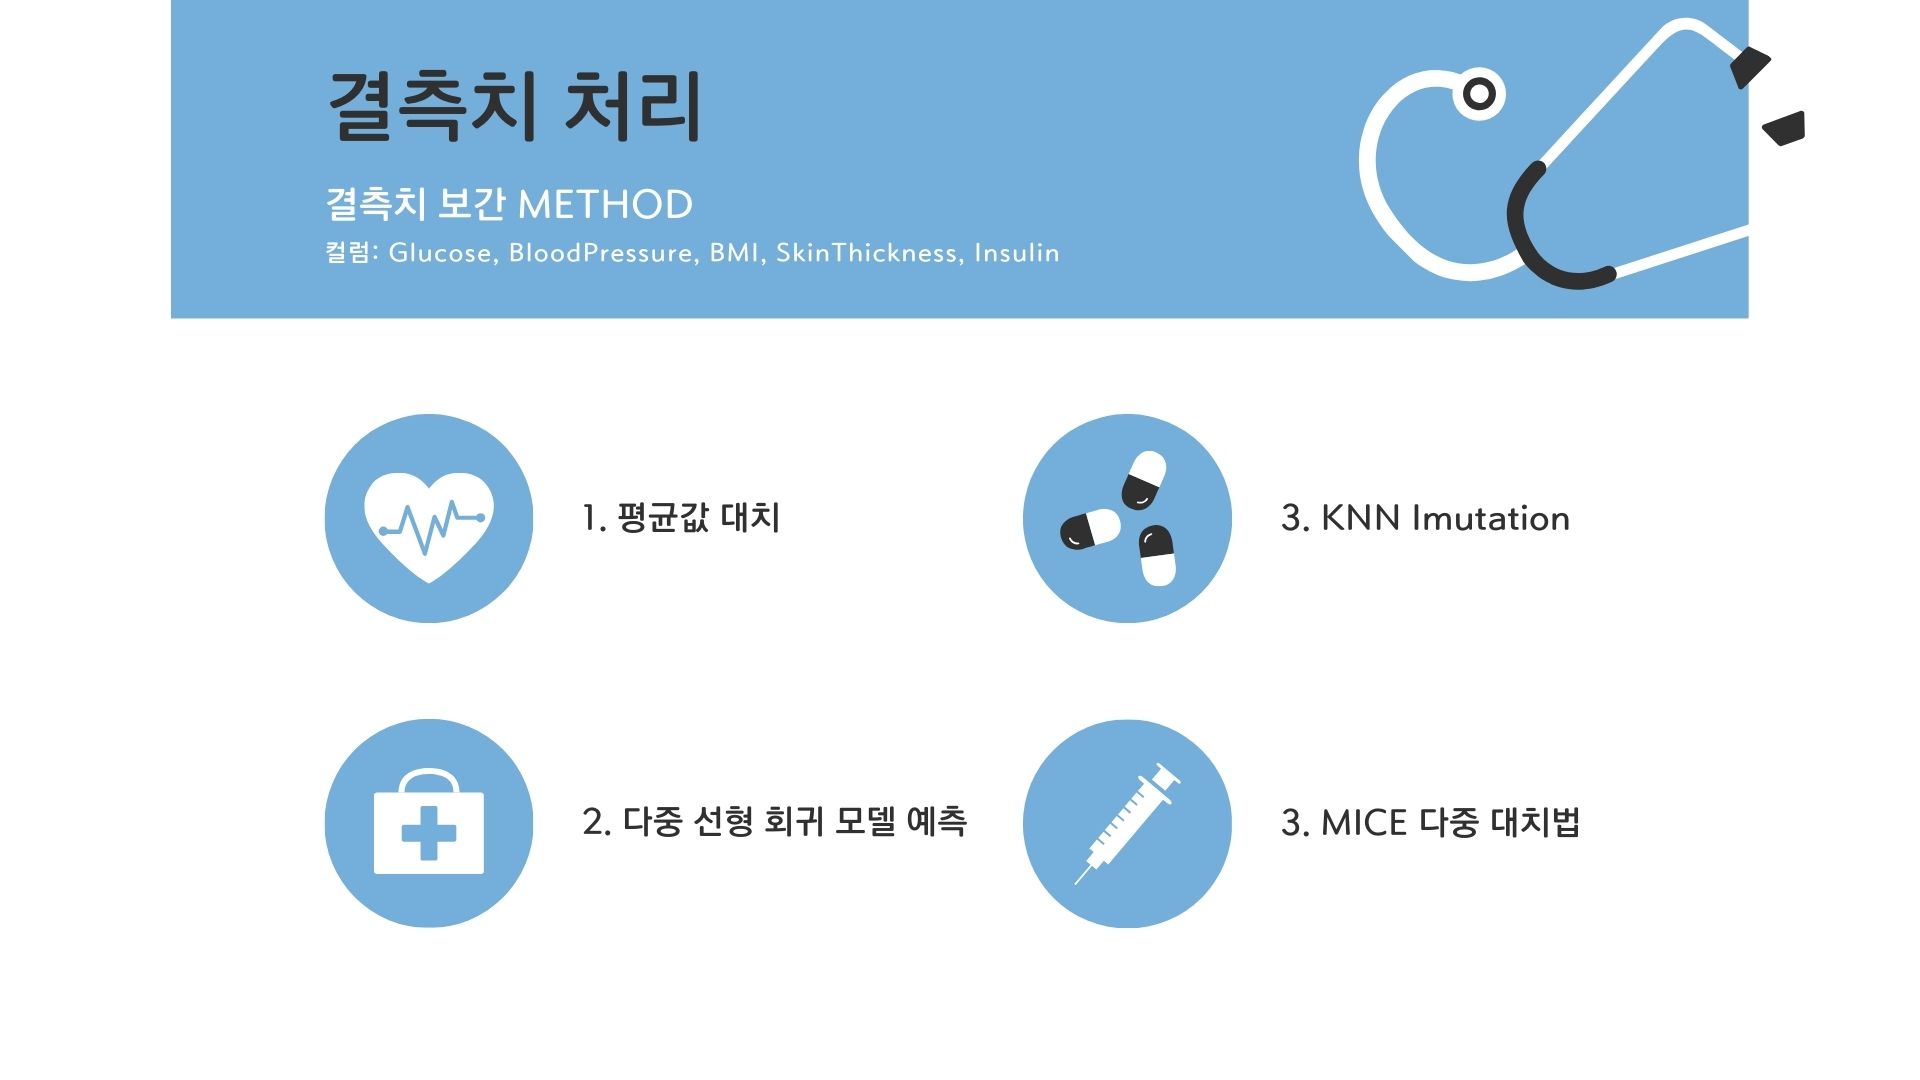 결측치 처리
결측치 보간 METHOD
컬럼: Glucose, BloodPressure, BMI, SkinThickness, Insulin
1. 평균값 대치
2. 다중 선형 회귀 모델 예측
3. KNN Imutation
3. MICE 다중 대치법